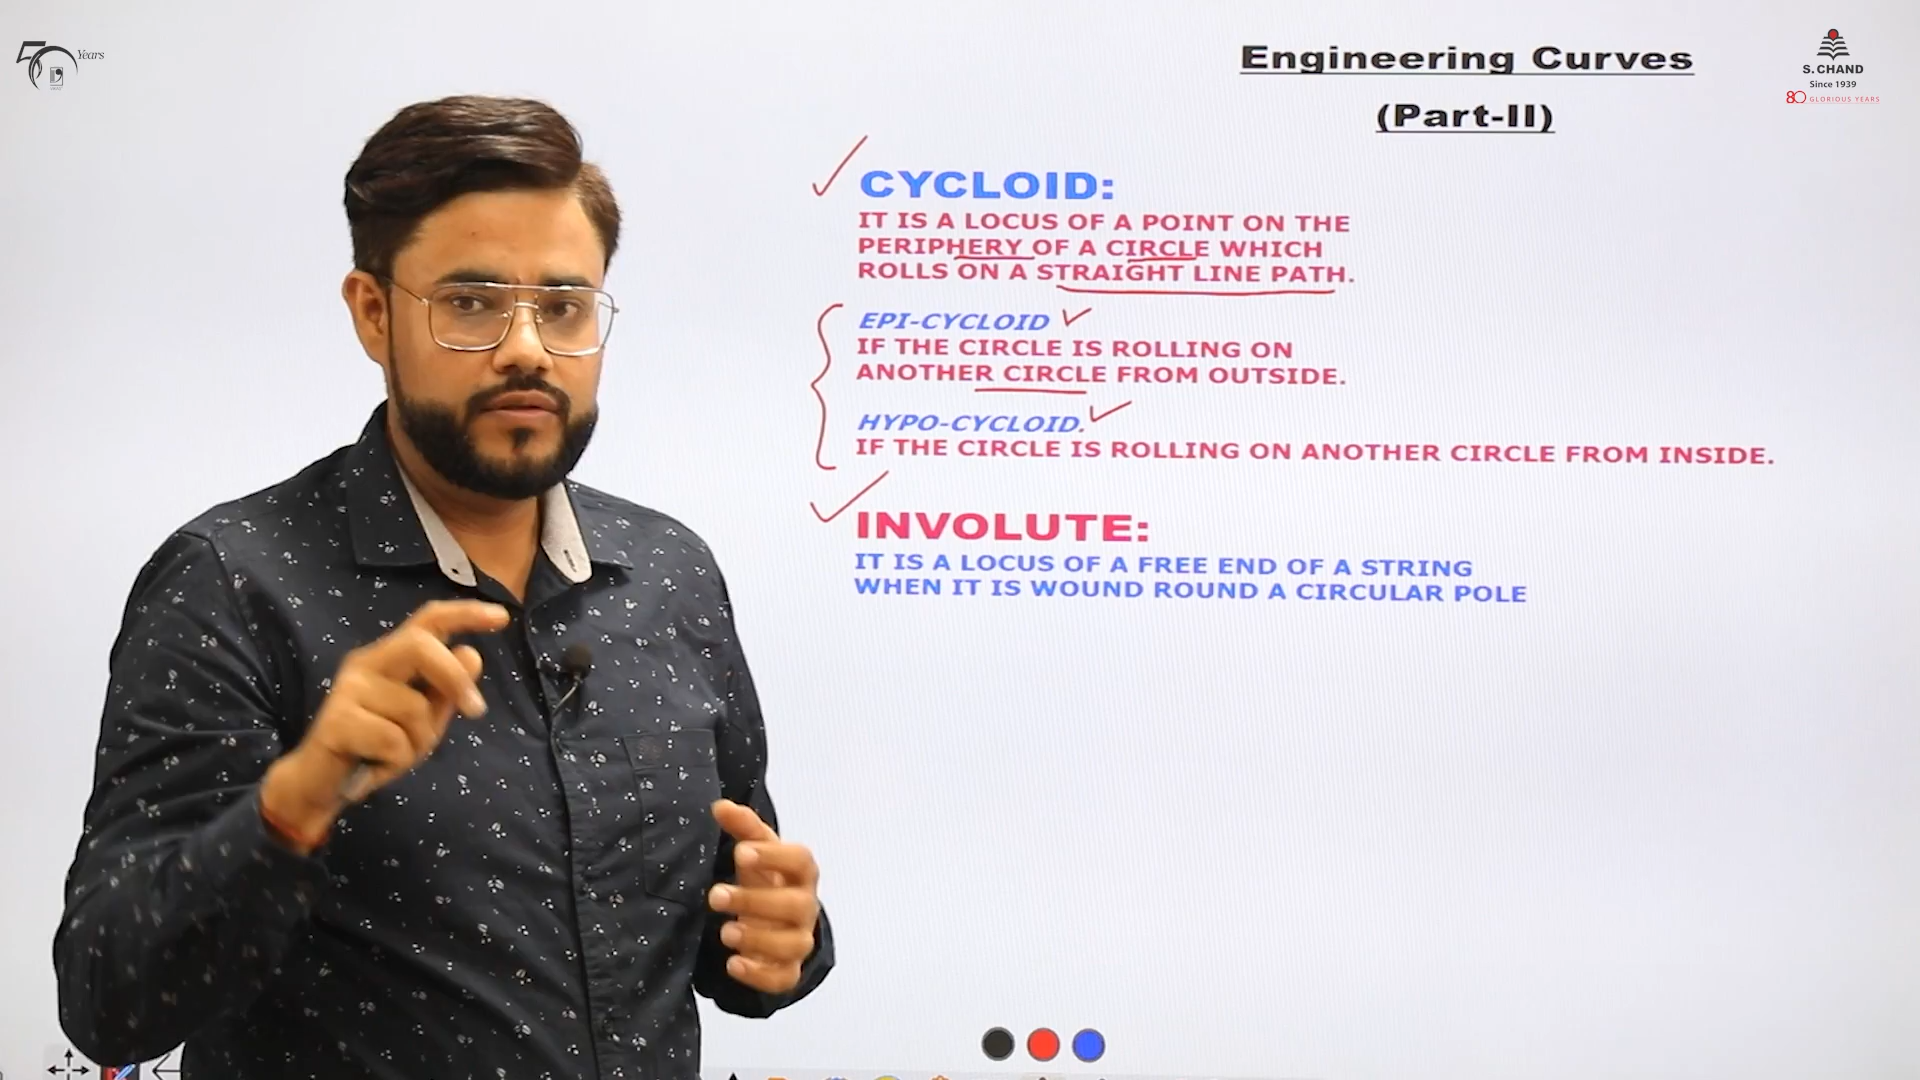 50 Years
Engineering Curves
(Part-II)
S. CHAND
Since 1939
80 GLORIOUS YEARS
CYCLOID:
IT IS A LOCUS OF A POINT ON THE
PERIPHERY OF A CIRCLE WHICH
ROLLS ON A STRAIGHT LINE PATH.
EPI-CYCLOID
IF THE CIRCLE IS ROLLING ON
ANOTHER CIRCLE FROM OUTSIDE.
HYPO-CYCLOID.
IF THE CIRCLE IS ROLLING ON ANOTHER CIRCLE FROM INSIDE.
INVOLUTE:
IT IS A LOCUS OF A FREE END OF A STRING
WHEN IT IS WOUND ROUND A CIRCULAR POLE